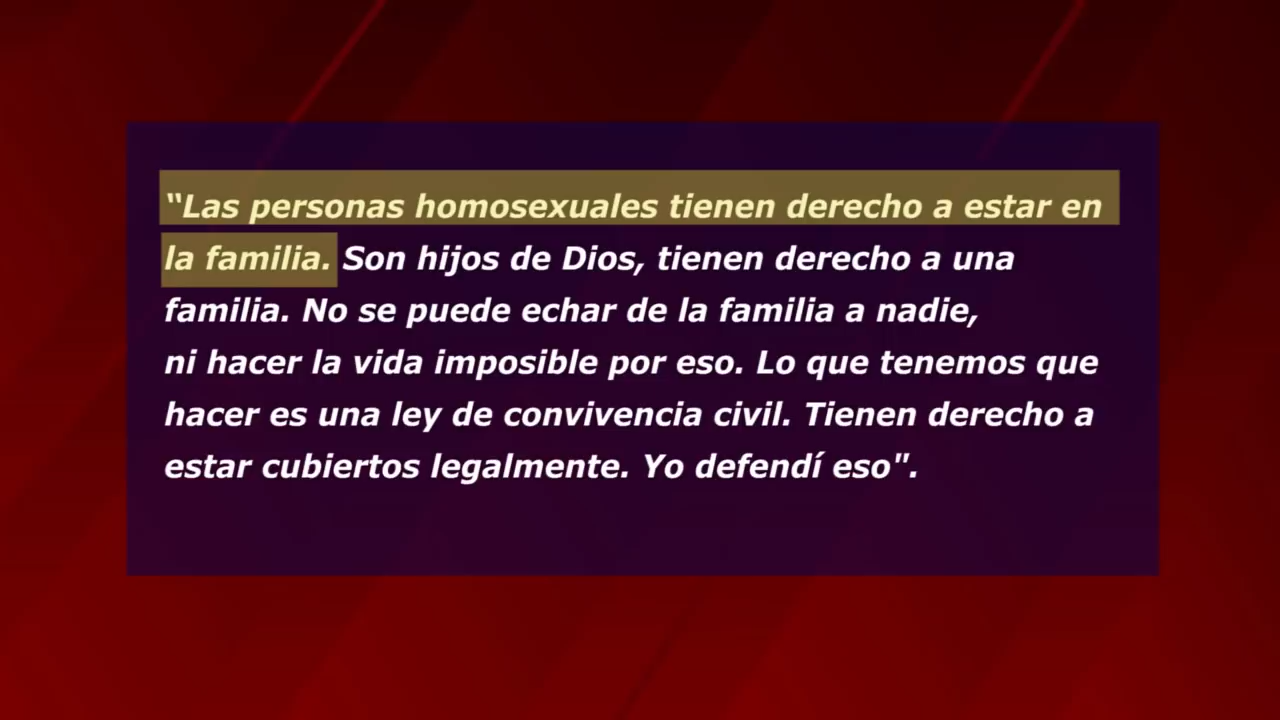 “Las personas homosexuales tienen derecho a estar en
la familia. Son hijos de Dios, tienen derecho a una
familia. No se puede echar de la familia a nadie,
ni hacer la vida imposible por eso. Lo que tenemos que
hacer es una ley de convivencia civil. Tienen derecho a
estar cubiertos legalmente. Yo defendí eso".